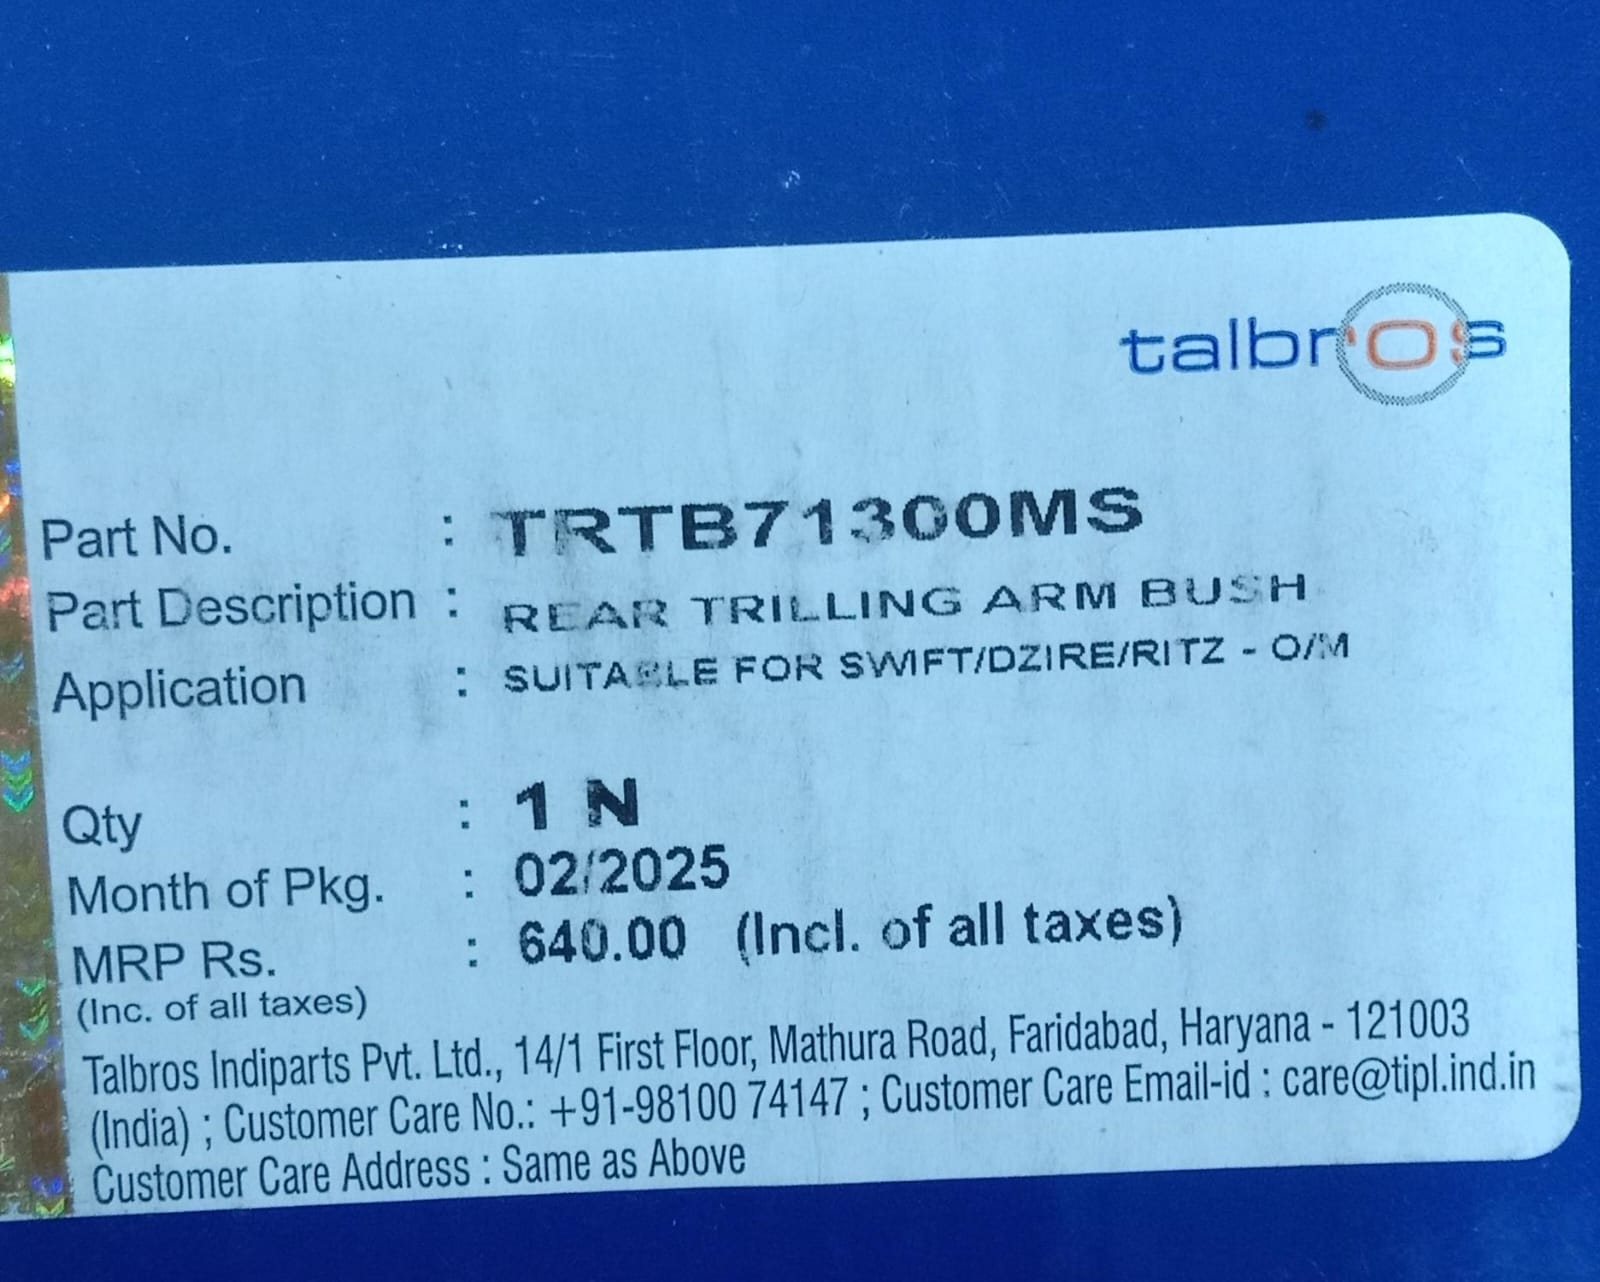 talbros
Part No. : TRTB71300MS
Part Description : REAR TRILLING ARM BUSH
Application : SUITABLE FOR SWIFT/DZIRE/RITZ - O/M
Qty : 1 N
Month of Pkg. : 02/2025
MRP Rs. : 640.00 (Incl. of all taxes)
(Inc. of all taxes)
Talbros Indiparts Pvt. Ltd., 14/1 First Floor, Mathura Road, Faridabad, Haryana - 121003
(India) ; Customer Care No.: +91-98100 74147 ; Customer Care Email-id : care@tipl.ind.in
Customer Care Address : Same as Above